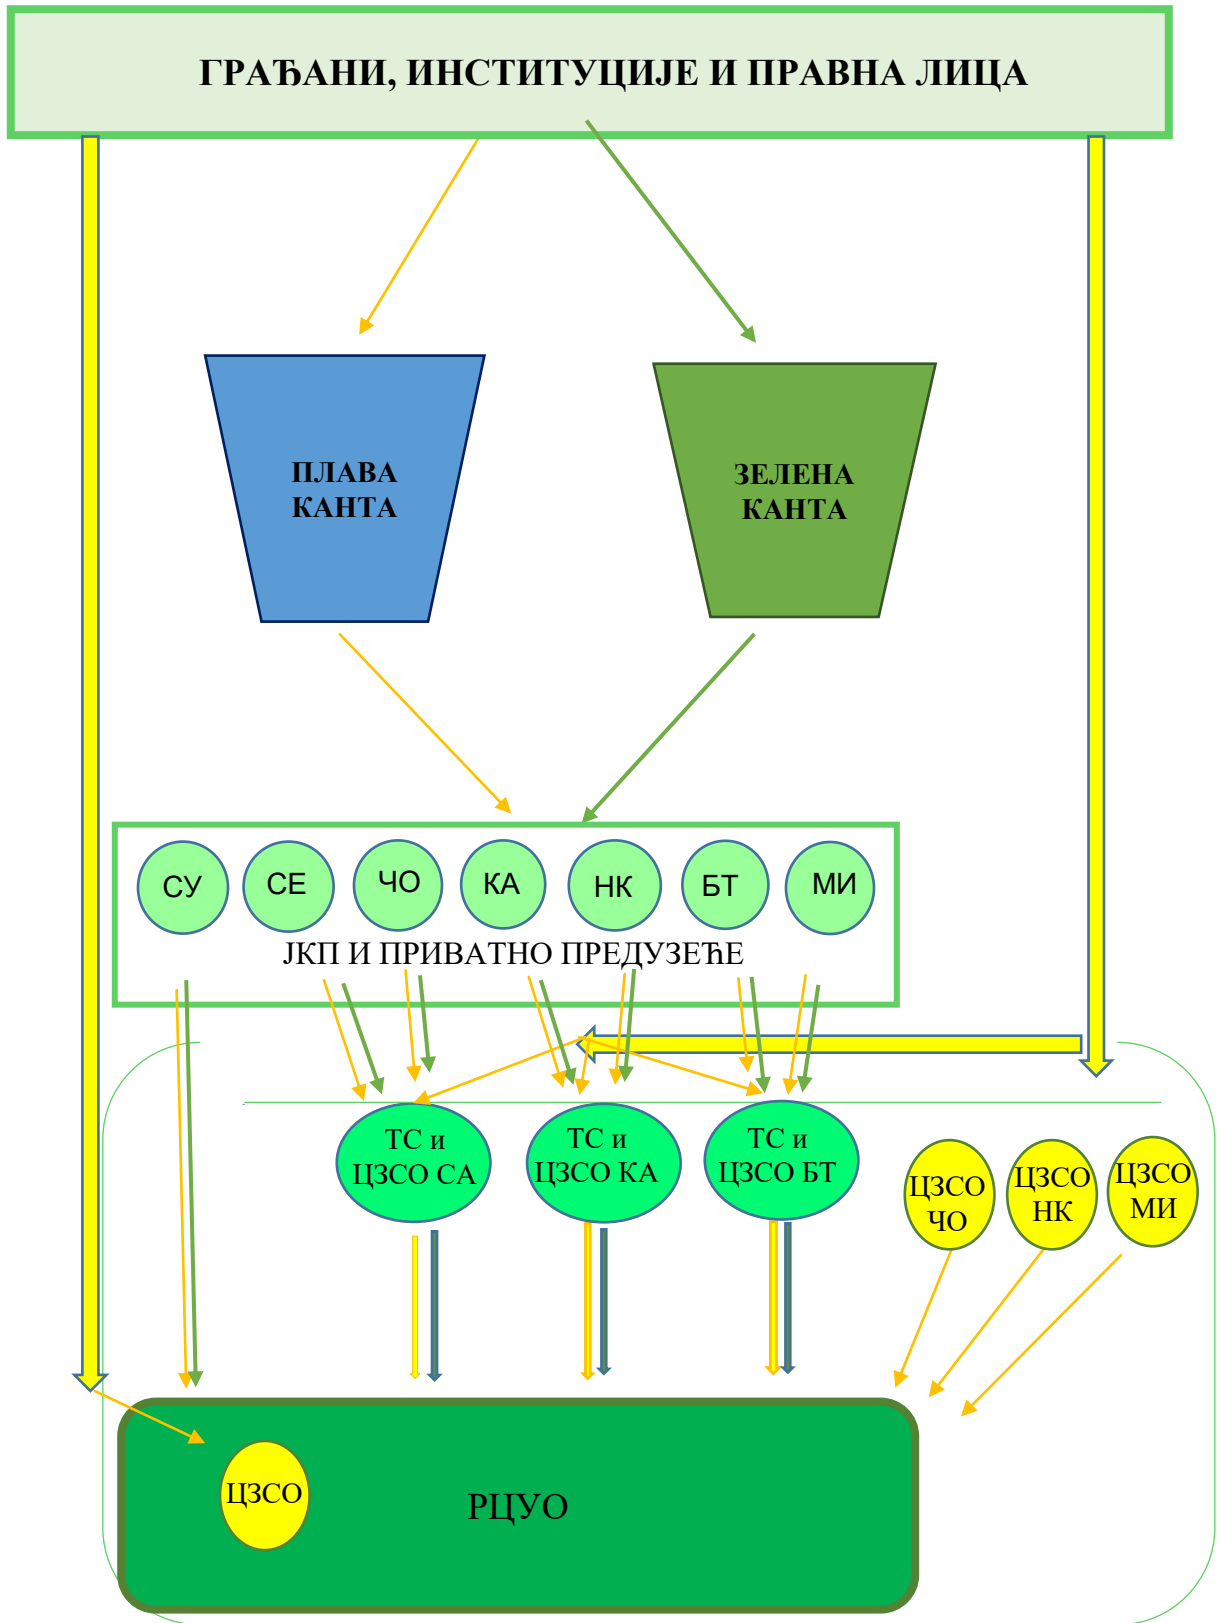 ГРАЂАНИ, ИНСТИТУЦИЈЕ И ПРАВНА ЛИЦА
ПЛАВА
КАНТА
ЗЕЛЕНА
КАНТА
СУ
СЕ
ЧО
КА
НК
БТ
МИ
ЈКП И ПРИВАТНО ПРЕДУЗЕЋЕ
ТС и
ЦЗСО СА
ТС и
ЦЗСО КА
ТС и
ЦЗСО БТ
ЦЗСО
ЧО
ЦЗСО
НК
ЦЗСО
МИ
ЦЗСО
РЦУО